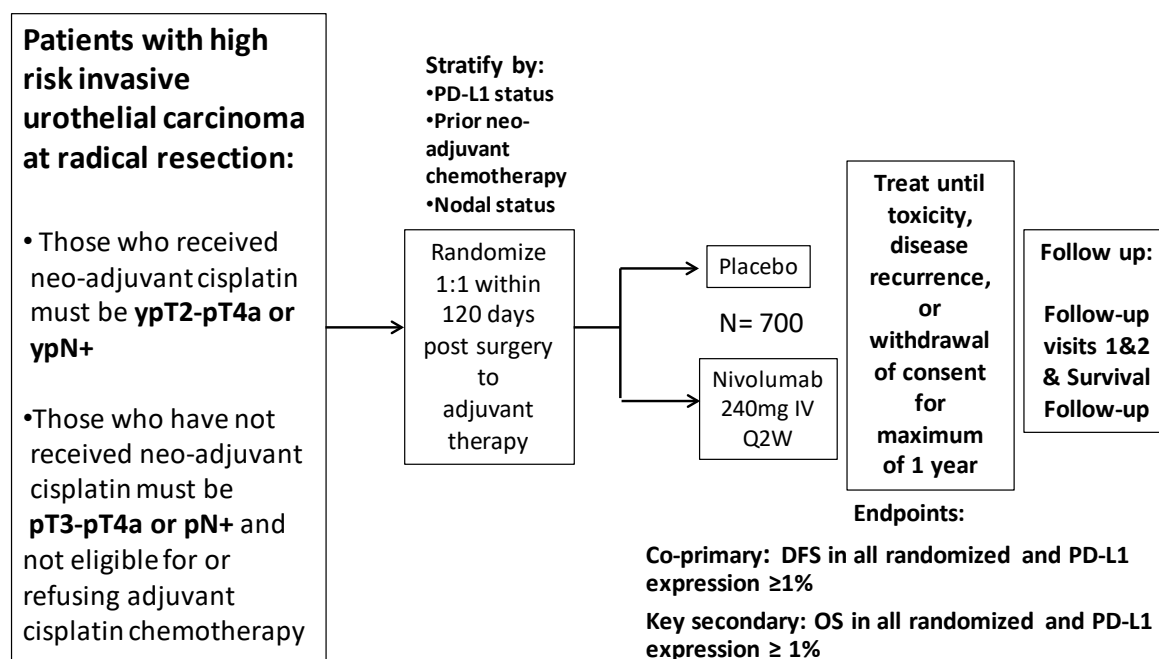 Patients with high
risk invasive
urothelial carcinoma
at radical resection:
• Those who received
neo-adjuvant cisplatin
must be ypT2-pT4a or
ypN+
•Those who have not
received neo-adjuvant
cisplatin must be
pT3-pT4a or pN+ and
not eligible for or
refusing adjuvant
cisplatin chemotherapy
Stratify by:
•PD-L1 status
•Prior neo-
adjuvant
chemotherapy
•Nodal status
Randomize
1:1 within
120 days
post surgery
to
adjuvant
therapy
Placebo
N= 700
Nivolumab
240mg IV
Q2W
Treat until
toxicity,
disease
recurrence,
or
withdrawal
of consent
for
maximum
of 1 year
Follow up:
Follow-up
visits 1&2
& Survival
Follow-up
Endpoints:
Co-primary: DFS in all randomized and PD-L1
expression ≥1%
Key secondary: OS in all randomized and PD-L1
expression ≥ 1%